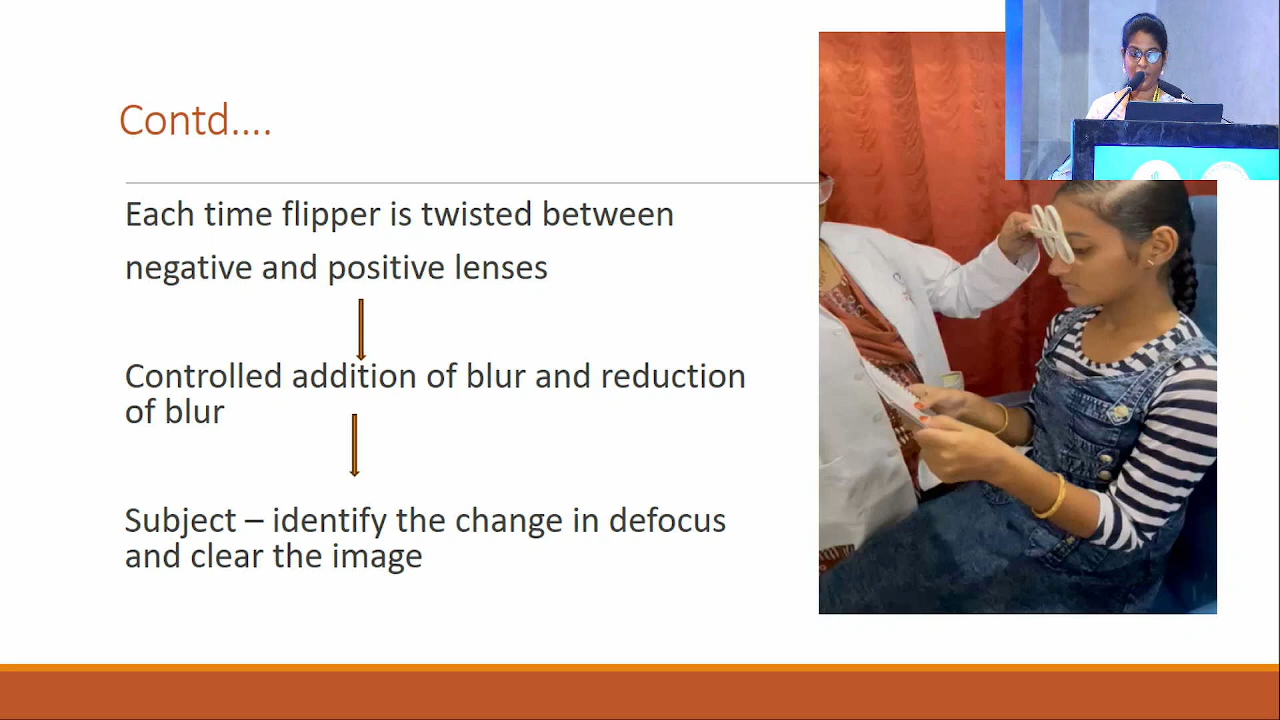 Contd....
Each time flipper is twisted between
negative and positive lenses
Controlled addition of blur and reduction
of blur
Subject – identify the change in defocus
and clear the image